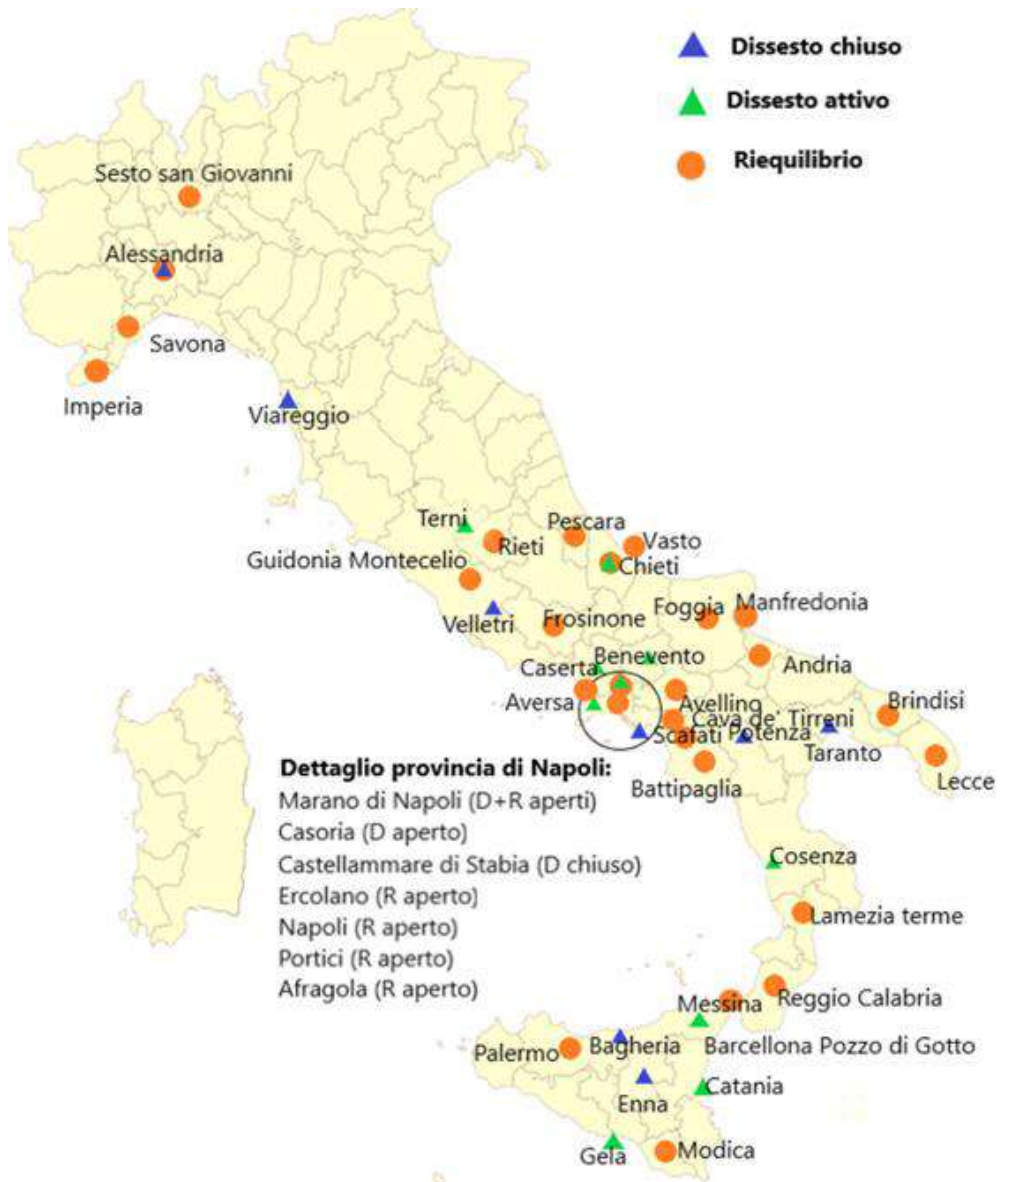 Dissesto chiuso
Dissesto attivo
Riequilibrio
Sesto san Giovanni
Alessandria
Savona
Imperia
Viareggio
Terni
Pescara
Rieti
Vasto
Guidonia Montecelio
Chieti
Velletri
Frosinone
Foggia
Manfredonia
Benevento
Caserta
Andria
Aversa
Avellino
Brindisi
Cava de' Tirreni
Scafati
Potenza
Taranto
Lecce
Battipaglia
Dettaglio provincia di Napoli:
Marano di Napoli (D+R aperti)
Casoria (D aperto)
Castellammare di Stabia (D chiuso)
Ercolano (R aperto)
Napoli (R aperto)
Portici (R aperto)
Afragola (R aperto)
Cosenza
Lamezia terme
Reggio Calabria
Messina
Palermo
Bagheria
Barcellona Pozzo di Gotto
Catania
Enna
Gela
Modica